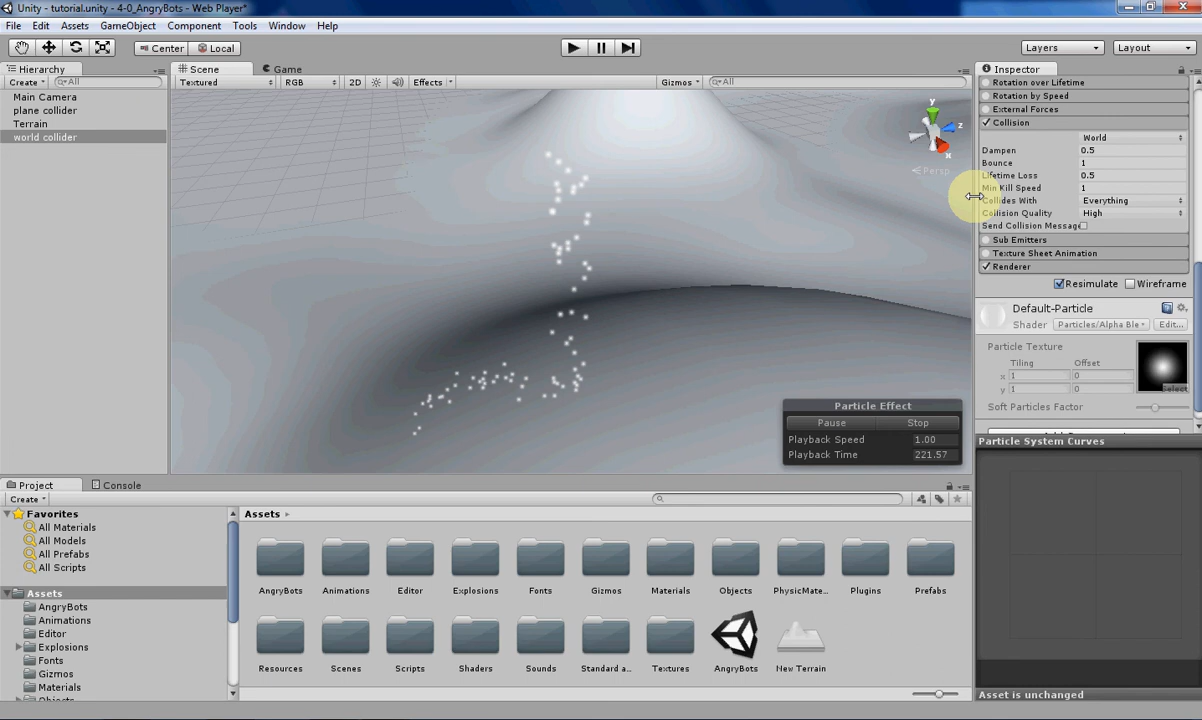 Unity - tutorial.unity - 4-0_AngryBots - Web Player*
File Edit Assets GameObject Component Tools Window Help
Center Local Layers Layout
Hierarchy
Create All
Main Camera
plane collider
Terrain
world collider
Scene Game
Textured RGB 2D Effects Gizmos All
y
z
x
Persp
Particle Effect
Pause Stop
Playback Speed 1.00
Playback Time 221.57
Inspector
Rotation over Lifetime
Rotation by Speed
External Forces
Collision
World
Dampen 0.5
Bounce 1
Lifetime Loss 0.5
Min Kill Speed 1
Collides With Everything
Collision Quality High
Send Collision Message
Sub Emitters
Texture Sheet Animation
Renderer
Resimulate Wireframe
Default-Particle
Shader Particles/Alpha Ble Edit...
Particle Texture
Tiling Offset
x 1 0
y 1 0
Select
Soft Particles Factor
Particle System Curves
Asset is unchanged
Project Console
Create
Favorites
All Materials
All Models
All Prefabs
All Scripts
Assets
AngryBots
Animations
Editor
Explosions
Fonts
Gizmos
Materials
Objects
Assets
AngryBots Animations Editor Explosions Fonts Gizmos Materials Objects PhysicMate... Plugins Prefabs
Resources Scenes Scripts Shaders Sounds Standard a... Textures AngryBots New Terrain